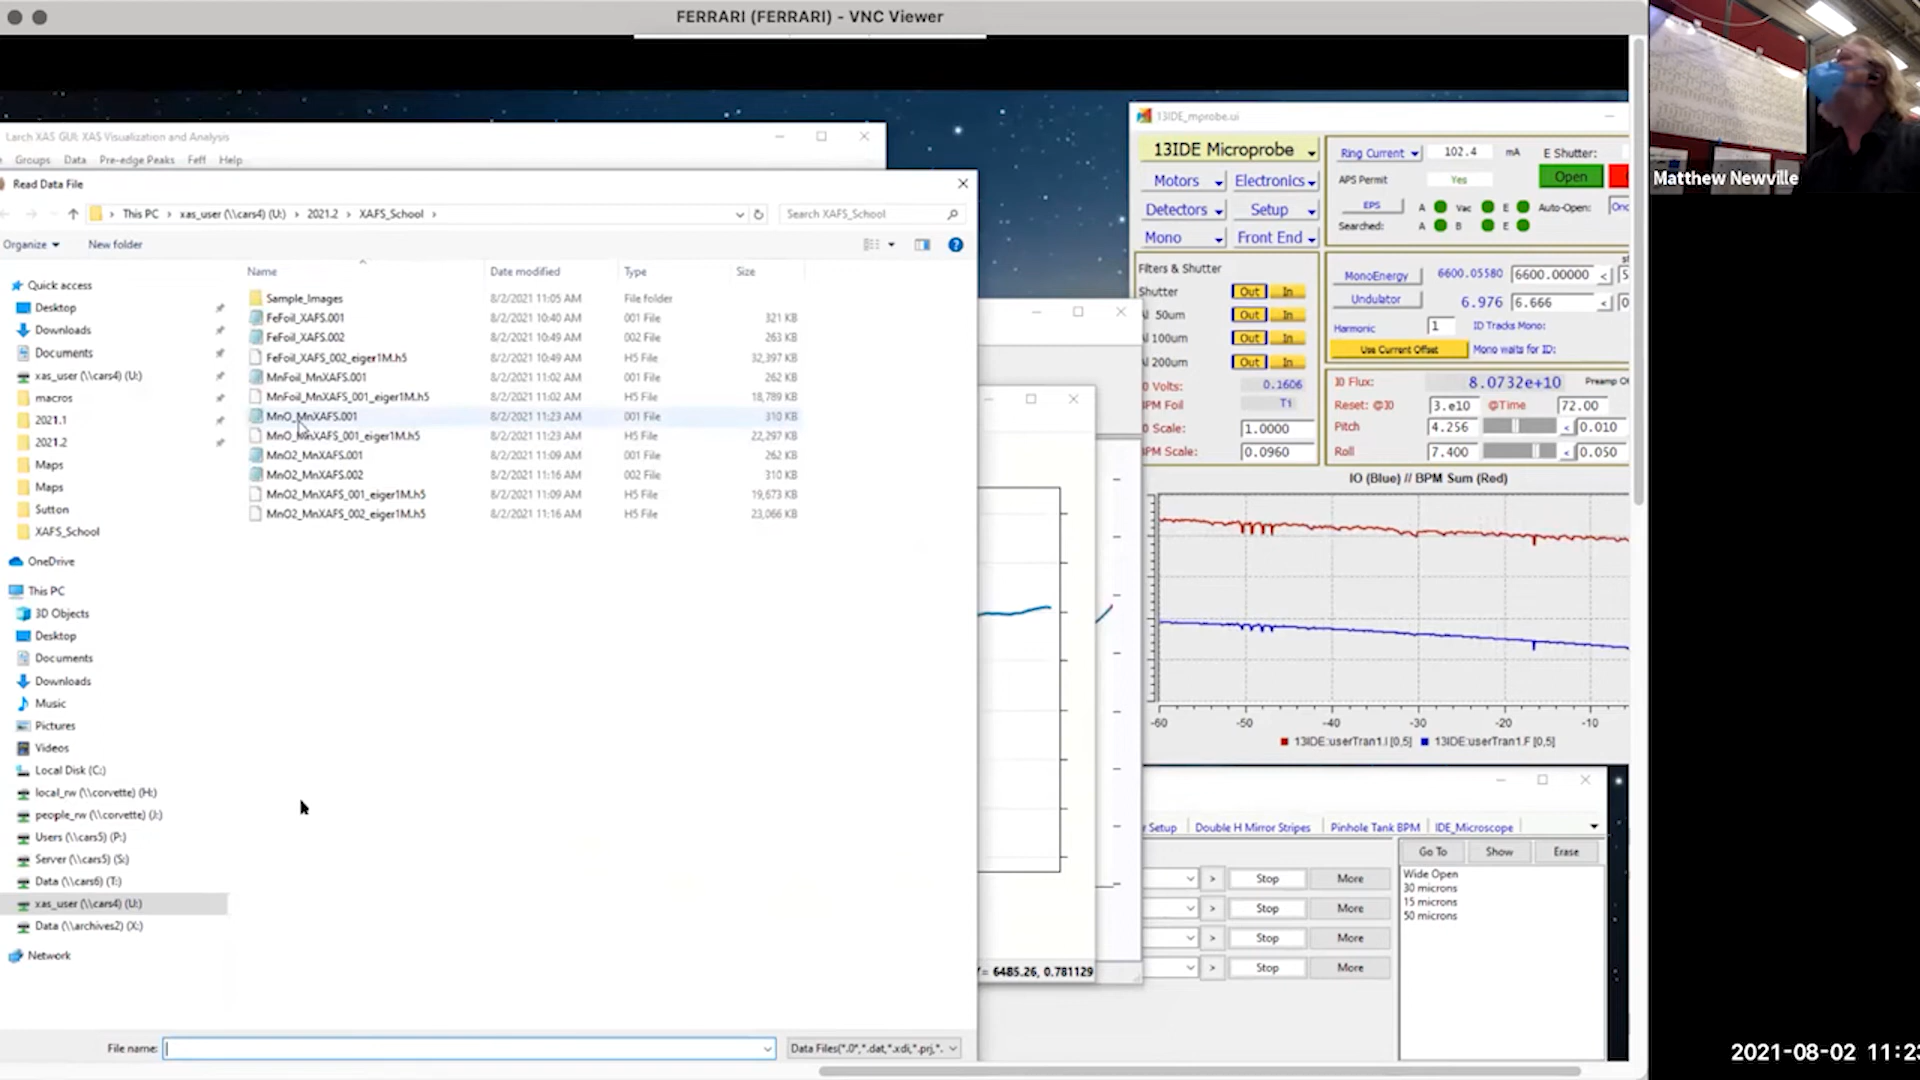 FERRARI (FERRARI) - VNC Viewer
Larch XAS GUI: XAS Visualization and Analysis
Groups Data Pre-edge Peaks Feff Help
Read Data File
This PC > xas_user (\\cars4) (U:) > 2021.2 > XAFS_School >
Search XAFS_School
Organize New folder
Name Date modified Type Size
Sample_Images 8/2/2021 11:05 AM File folder
FeFoil_XAFS.001 8/2/2021 10:40 AM 001 File 321 KB
FeFoil_XAFS.002 8/2/2021 10:49 AM 002 File 263 KB
FeFoil_XAFS_002_eiger1M.h5 8/2/2021 10:49 AM H5 File 32,397 KB
MnFoil_MnXAFS.001 8/2/2021 11:02 AM 001 File 262 KB
MnFoil_MnXAFS_001_eiger1M.h5 8/2/2021 11:02 AM H5 File 18,789 KB
MnO_MnXAFS.001 8/2/2021 11:23 AM 001 File 310 KB
MnO_MnXAFS_001_eiger1M.h5 8/2/2021 11:23 AM H5 File 22,297 KB
MnO2_MnXAFS.001 8/2/2021 11:09 AM 001 File 262 KB
MnO2_MnXAFS.002 8/2/2021 11:16 AM 002 File 310 KB
MnO2_MnXAFS_001_eiger1M.h5 8/2/2021 11:09 AM H5 File 19,673 KB
MnO2_MnXAFS_002_eiger1M.h5 8/2/2021 11:16 AM H5 File 23,066 KB
Quick access
Desktop
Downloads
Documents
xas_user (\\cars4) (U:)
macros
2021.1
2021.2
Maps
Maps
Sutton
XAFS_School
OneDrive
This PC
3D Objects
Desktop
Documents
Downloads
Music
Pictures
Videos
Local Disk (C:)
local_rw (\\corvette) (H:)
people_rw (\\corvette) (J:)
Users (\\cars5) (P:)
Server (\\cars5) (S:)
Data (\\cars6) (T:)
xas_user (\\cars4) (U:)
Data (\\archives2) (X:)
Network
File name:
Data Files(*.0*,*.dat,*.xdi,*.prj,*.
= 6485.26, 0.781129
13IDE_mprobe.ui
13IDE Microprobe
Motors Electronics
Detectors Setup
Mono Front End
Ring Current 102.4 mA E Shutter:
APS Permit Yes Open
EPS A Vac E Auto-Open:
Searched: A B E
Filters & Shutter
Shutter Out In
50um Out In
100um Out In
200um Out In
Volts: 0.1606
PM Foil Ti
Scale: 1.0000
PM Scale: 0.0960
MonoEnergy 6600.05580 6600.00000 <
Undulator 6.976 6.666 <
Harmonic 1 ID Tracks Mono:
Use Current Offset Mono waits for ID:
I0 Flux: 8.0732e+10
Reset: @I0 3.e10 @Time 72.00
Pitch 4.256 < 0.010
Roll 7.400 < 0.050
IO (Blue) // BPM Sum (Red)
-60 -50 -40 -30 -20 -10
13IDE:userTran1.I [0,5] 13IDE:userTran1.F [0,5]
Setup Double H Mirror Stripes Pinhole Tank BPM IDE_Microscope
Go To Show Erase
> Stop More
> Stop More
> Stop More
> Stop More
Wide Open
30 microns
15 microns
50 microns
Matthew Newville
2021-08-02 11:23